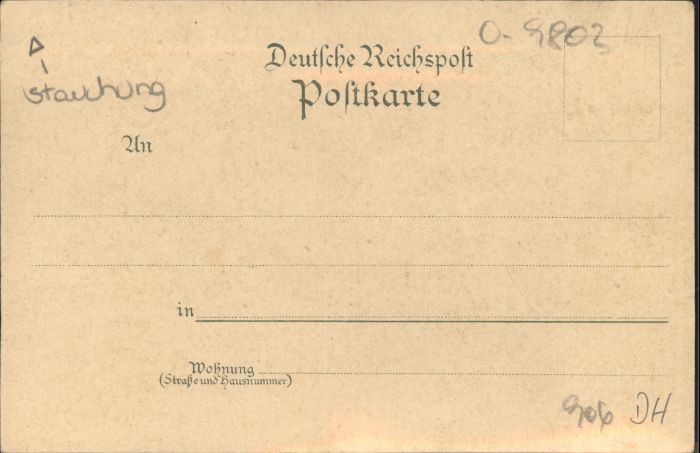 O-9802
Deutsche Reichspost
Postkarte
stauchung
An
in
Wohnung
(Straße und Hausnummer)
906 DH